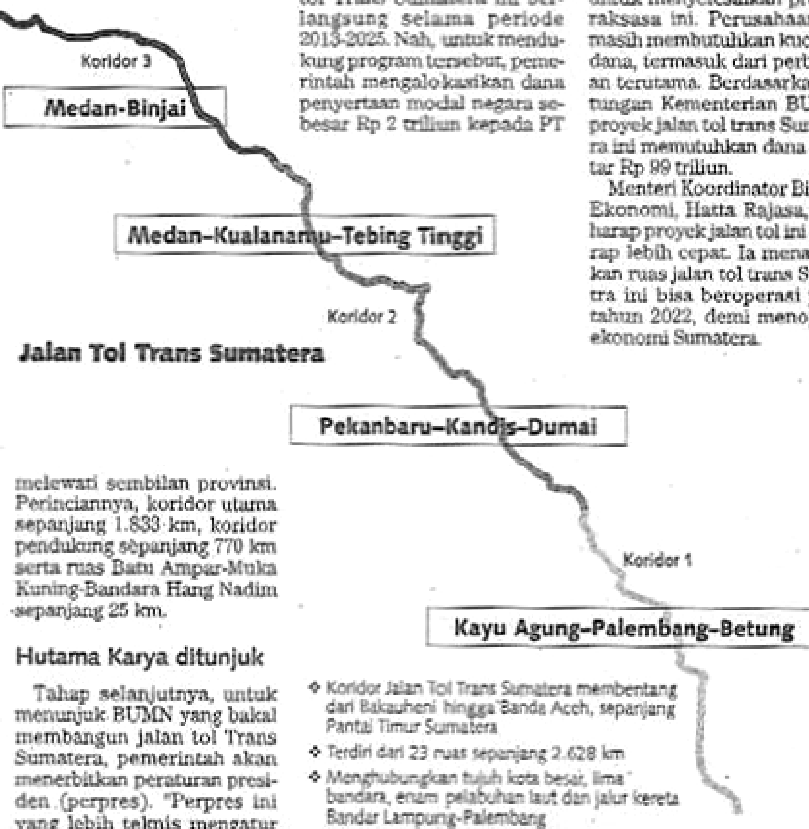 langsung selama periode
2013-2025. Nah, untuk mendu-
kung program tersebut, peme-
rintah mengalokasikan dana
penyertaan modal negara se-
besar Rp 2 triliun kepada PT
raksasa ini. Perusahaan
masih membutuhkan
dana, termasuk dari
an terutama. Berdasarka
tungan Kementerian BU
proyek jalan tol trans Sum
ra ini memutuhkan dana
tar Rp 99 triliun.
Menteri Koordinator Bi
Ekonomi, Hatta Rajasa,
harap proyek jalan tol ini
rap lebih cepat. Ia mena
kan ruas jalan tol trans S
tra ini bisa beroperasi
tahun 2022, demi meno
ekonomi Sumatera.
Koridor 3
Medan-Binjai
Medan–Kualanamu–Tebing Tinggi
Koridor 2
Jalan Tol Trans Sumatera
Pekanbaru–Kandis–Dumai
Koridor 1
Kayu Agung–Palembang–Betung
melewati sembilan provinsi.
Perinciannya, koridor utama
sepanjang 1.833 km, koridor
pendukung sepanjang 770 km
serta ruas Batu Ampar-Muka
Kuning-Bandara Hang Nadim
sepanjang 25 km.
Hutama Karya ditunjuk
Tahap selanjutnya, untuk
menunjuk BUMN yang bakal
membangun jalan tol Trans
Sumatera, pemerintah akan
menerbitkan peraturan presi-
den (perpres). "Perpres ini
yang lebih teknis mengatur
❖ Koridor Jalan Tol Trans Sumatera membentang
dari Bakauheni hingga Banda Aceh, sepanjang
Pantai Timur Sumatera
❖ Terdiri dari 23 ruas sepanjang 2.628 km
❖ Menghubungkan tujuh kota besar, lima
bandara, enam pelabuhan laut dan jalur kereta
Bandar Lampung-Palembang